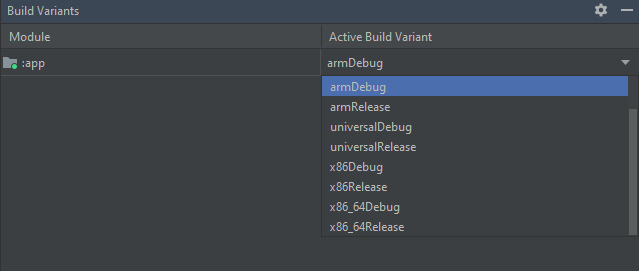 Build Variants
Module Active Build Variant
:app armDebug
armDebug
armRelease
universalDebug
universalRelease
x86Debug
x86Release
x86_64Debug
x86_64Release